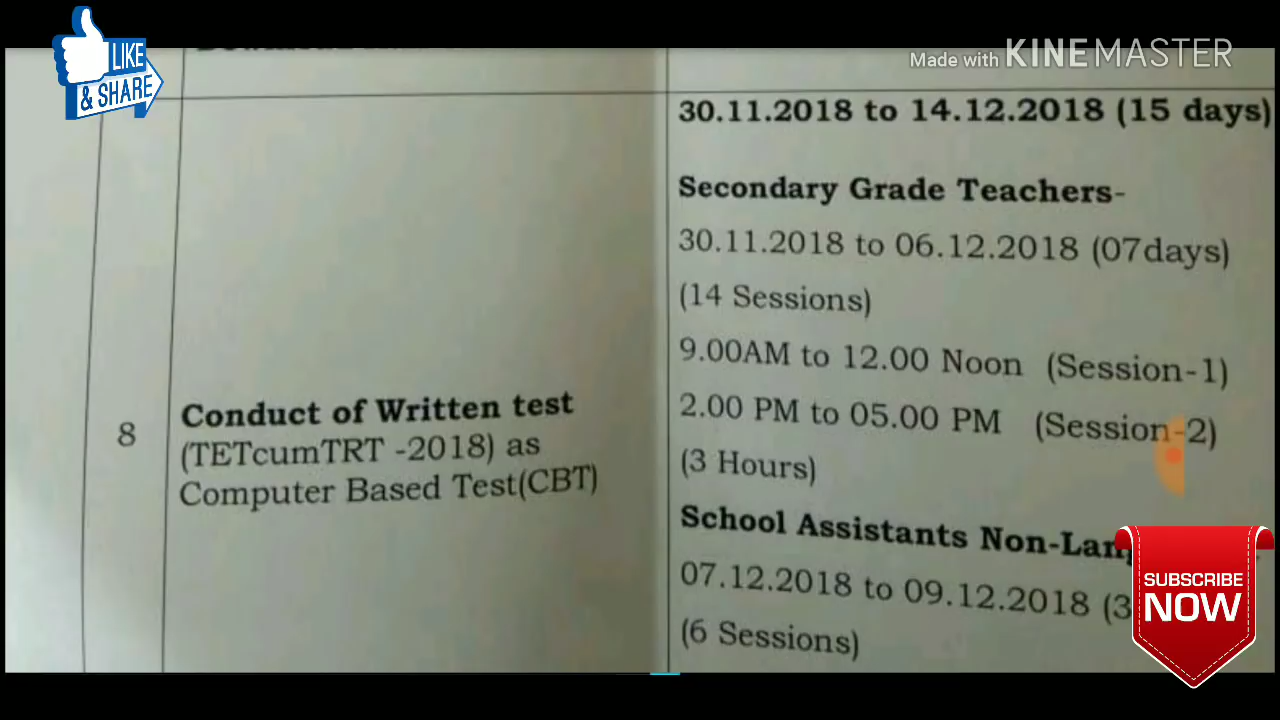 LIKE
& SHARE
Made with KINEMASTER
30.11.2018 to 14.12.2018 (15 days)
Secondary Grade Teachers-
30.11.2018 to 06.12.2018 (07days)
(14 Sessions)
9.00AM to 12.00 Noon (Session-1)
2.00 PM to 05.00 PM (Session-2)
(3 Hours)
8
Conduct of Written test
(TETcumTRT -2018) as
Computer Based Test(CBT)
School Assistants
07.12.2018 to 09.12.2018 (3
(6 Sessions)
SUBSCRIBE
NOW